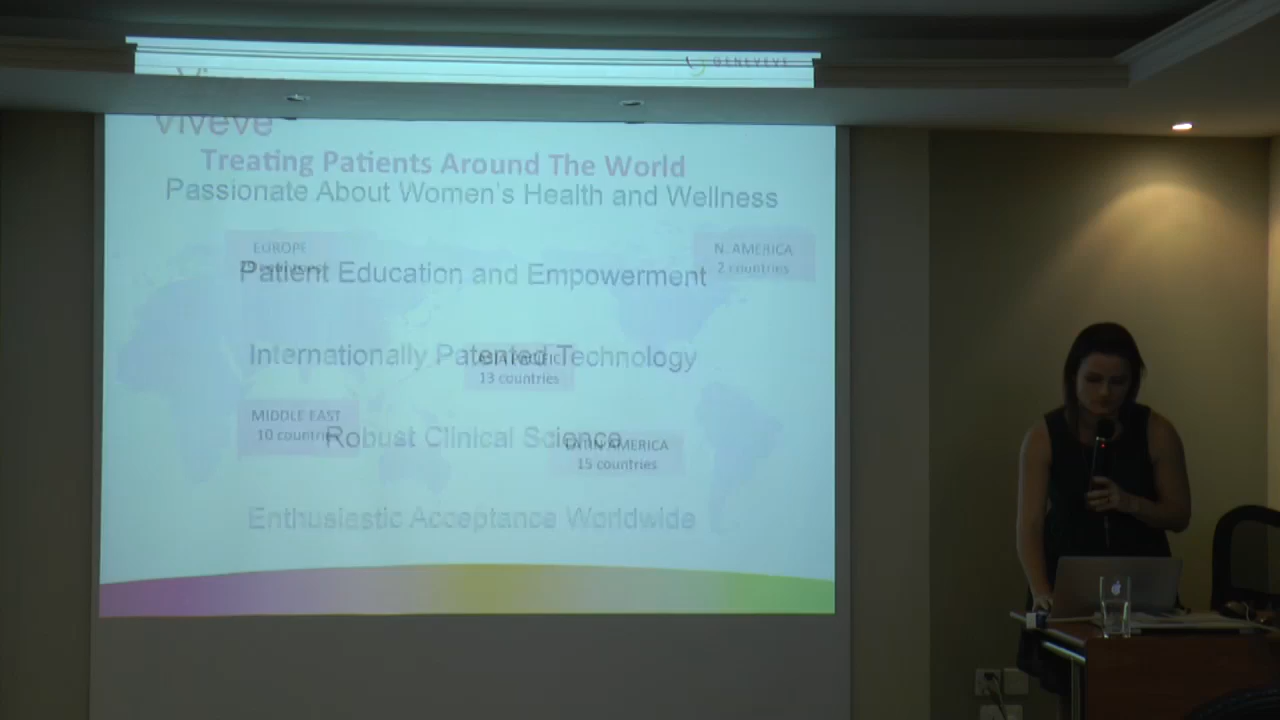 GENEVEVE
viveve
Treating Patients Around The World
Passionate About Women's Health and Wellness
EUROPE
N. AMERICA
2 countries
Patient Education and Empowerment
Internationally Patented Technology
ASIA PACIFIC
13 countries
MIDDLE EAST
10 countries
Robust Clinical Science
LATIN AMERICA
15 countries
Enthusiastic Acceptance Worldwide